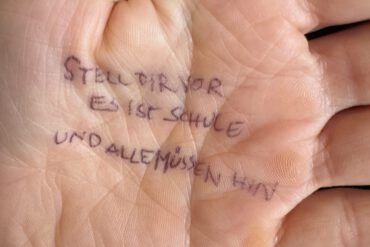 STELL DIR VOR
ES IST SCHULE
UND ALLE MÜSSEN HIN